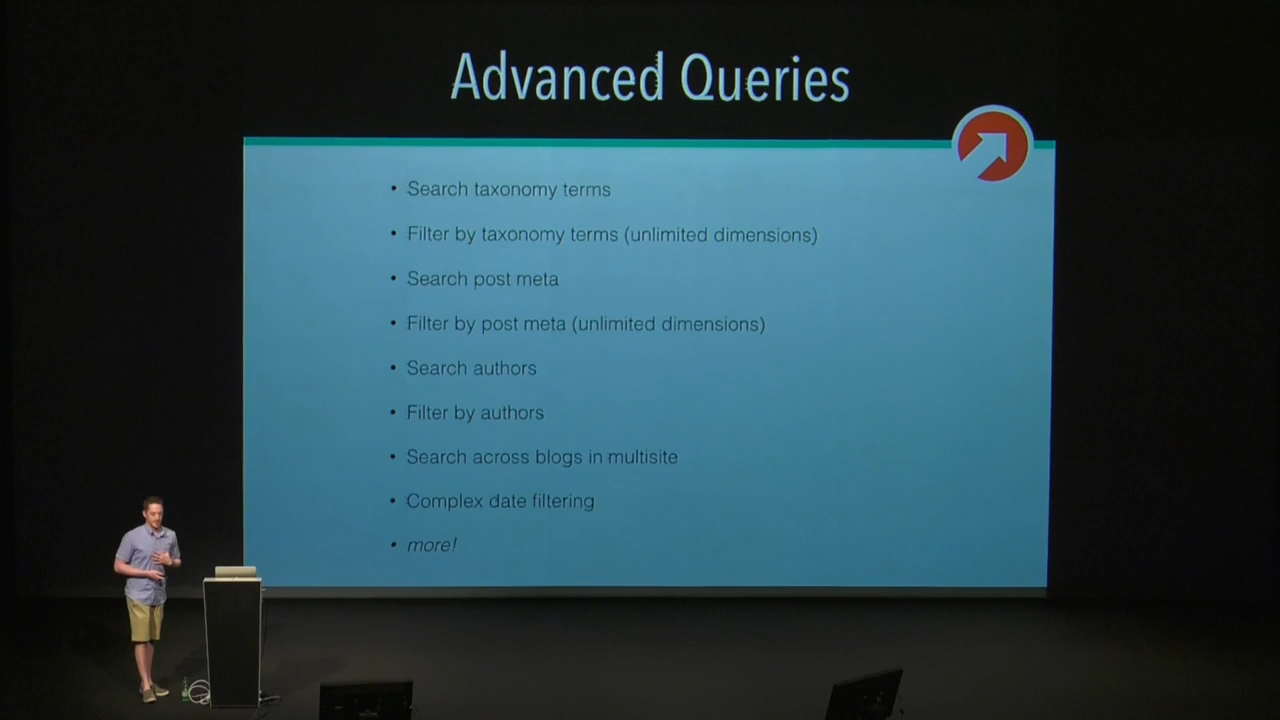 Advanced Queries
• Search taxonomy terms
• Filter by taxonomy terms (unlimited dimensions)
• Search post meta
• Filter by post meta (unlimited dimensions)
• Search authors
• Filter by authors
• Search across blogs in multisite
• Complex date filtering
• more!